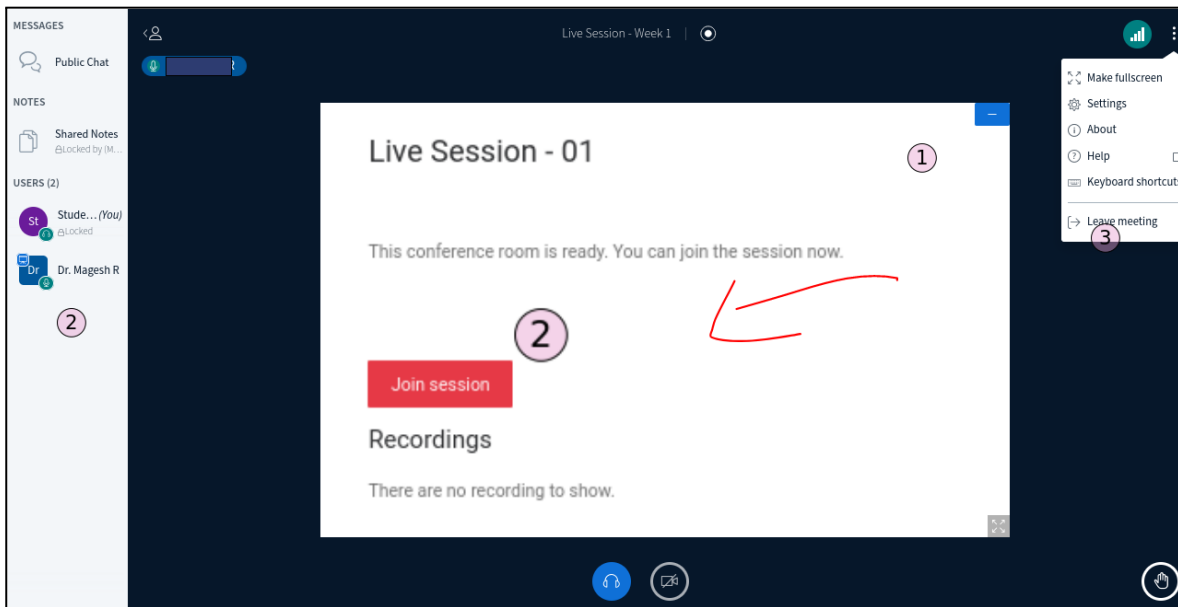 MESSAGES
Public Chat
NOTES
Shared Notes
Locked by (M...
USERS (2)
St
Stude... (You)
Locked
Dr
Dr. Magesh R
2
Live Session - Week 1
Live Session - 01
1
This conference room is ready. You can join the session now.
2
Join session
Recordings
There are no recording to show.
Make fullscreen
Settings
About
Help
Keyboard shortcuts
Leave meeting
3